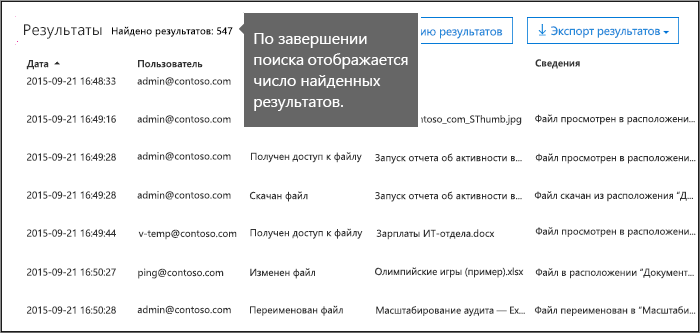 Результаты Найдено результатов: 547 результатов Экспорт результатов
По завершении
поиска отображается
число найденных
результатов.
Дата Пользователь Сведения
2015-09-21 16:48:33 admin@contoso.com
2015-09-21 16:49:16 admin@contoso.com Файл просмотрен в расположени...
2015-09-21 16:49:28 admin@contoso.com Получен доступ к файлу Запуск отчета об активности в... Файл просмотрен в расположени...
2015-09-21 16:49:28 admin@contoso.com Скачан файл Запуск отчета об активности в... Файл скачан из расположения "Д...
2015-09-21 16:49:44 v-temp@contoso.com Получен доступ к файлу Зарплаты ИТ-отдела.docx Файл просмотрен в расположени...
2015-09-21 16:50:27 ping@contoso.com Изменен файл Олимпийские игры (пример).xlsx Файл в расположении "Документ...
2015-09-21 16:50:28 admin@contoso.com Переименован файл Масштабирование аудита — Ex... Файл переименован в "Масштаби...